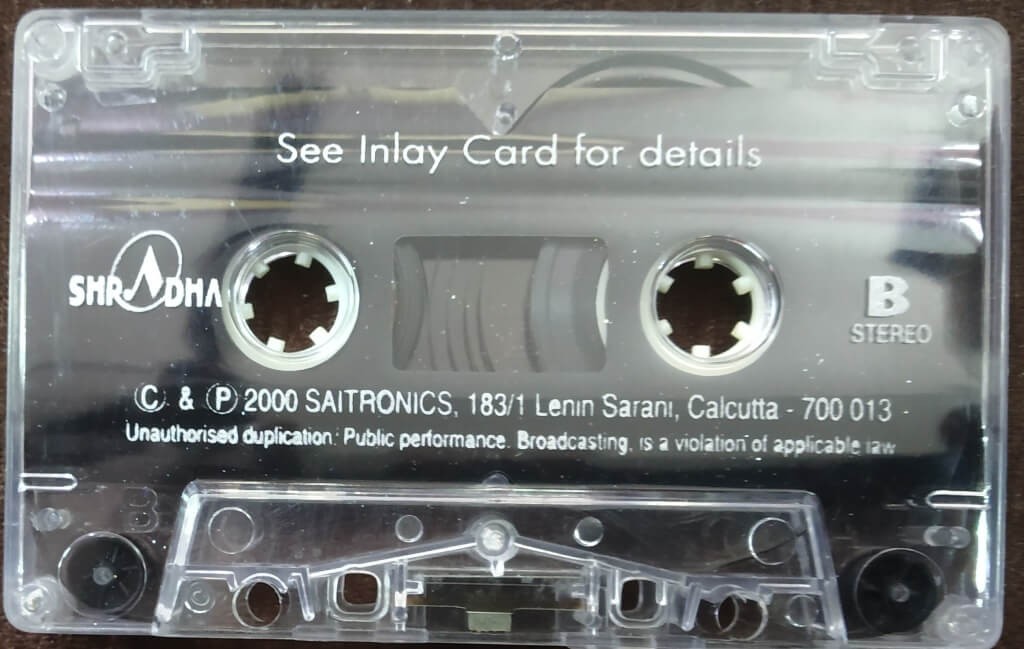 See Inlay Card for details
SHRADHA
B
STEREO
Ⓒ & Ⓟ 2000 SAITRONICS, 183/1 Lenin Sarani, Calcutta - 700 013
Unauthorised duplication. Public performance. Broadcasting, is a violation of applicable law
B